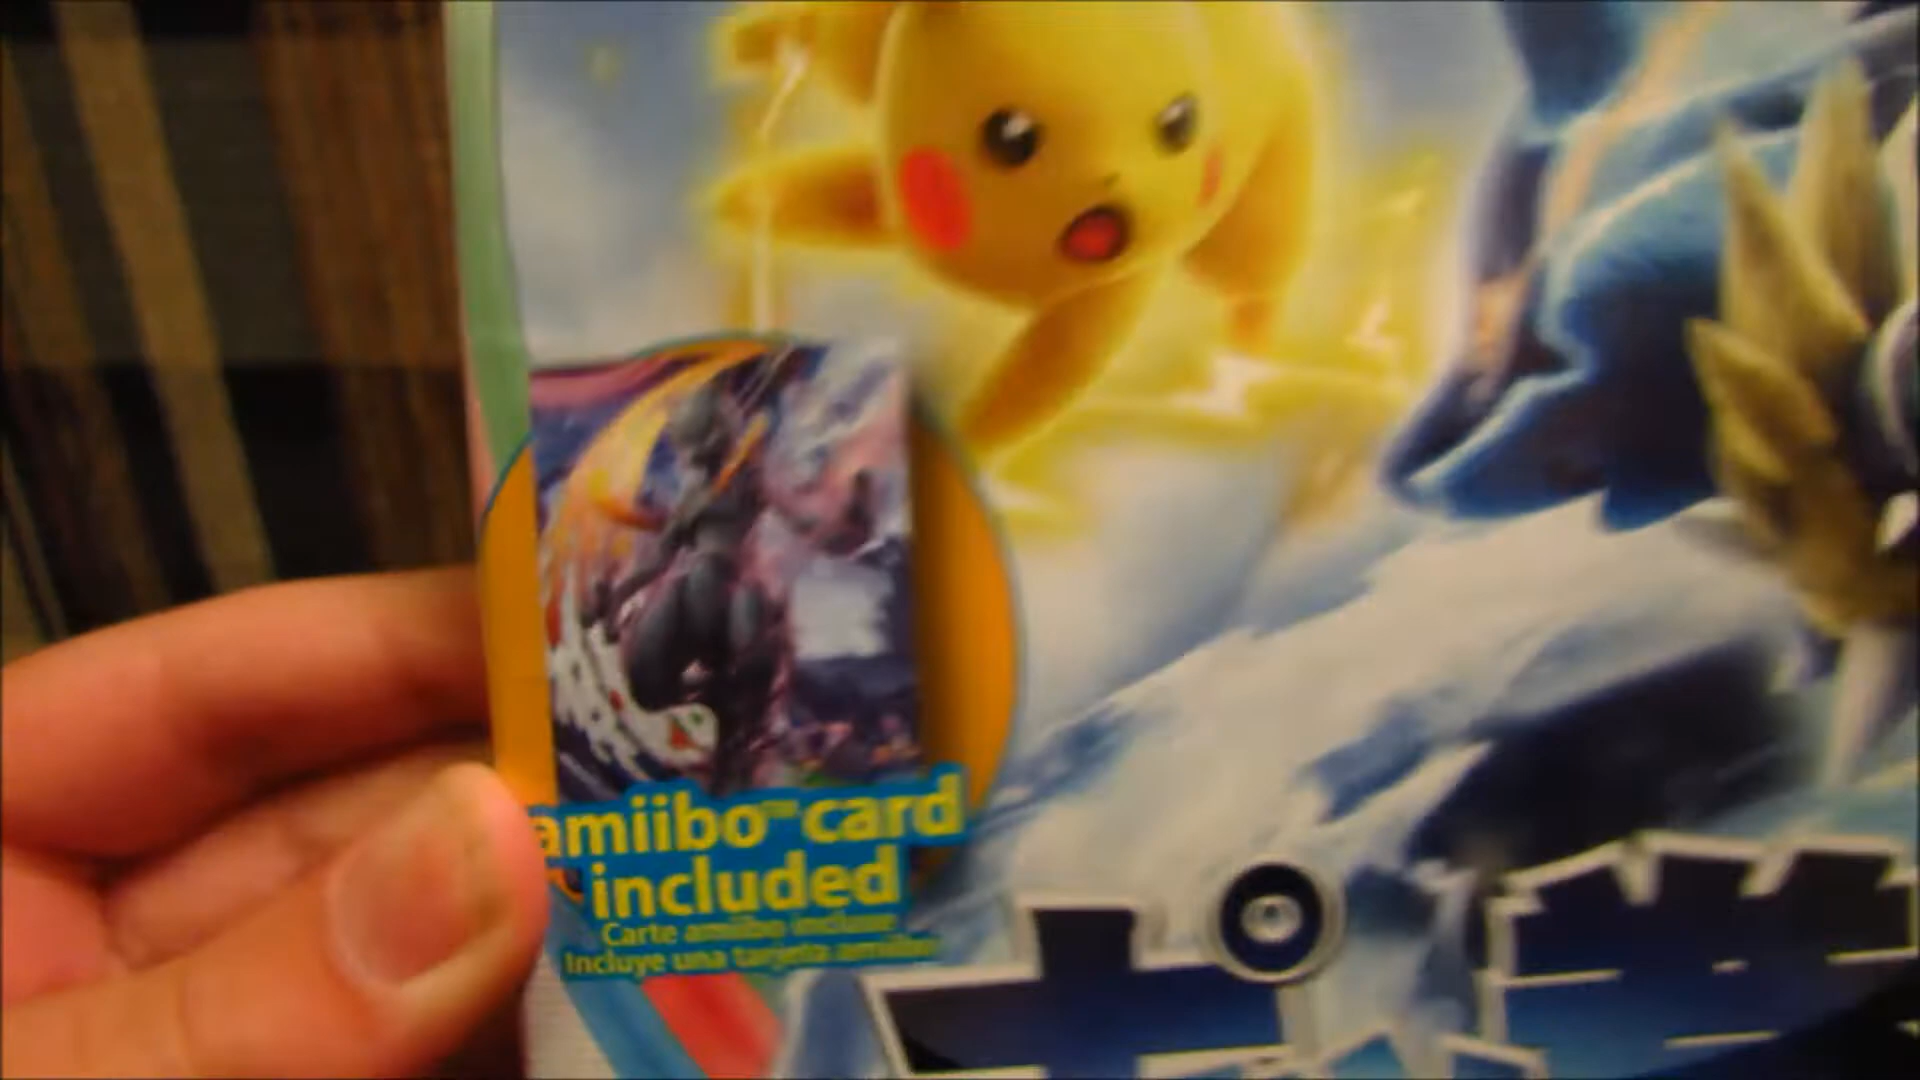 amiibo™ card
included
Carte amiibo incluse
Incluye una tarjeta amiibo